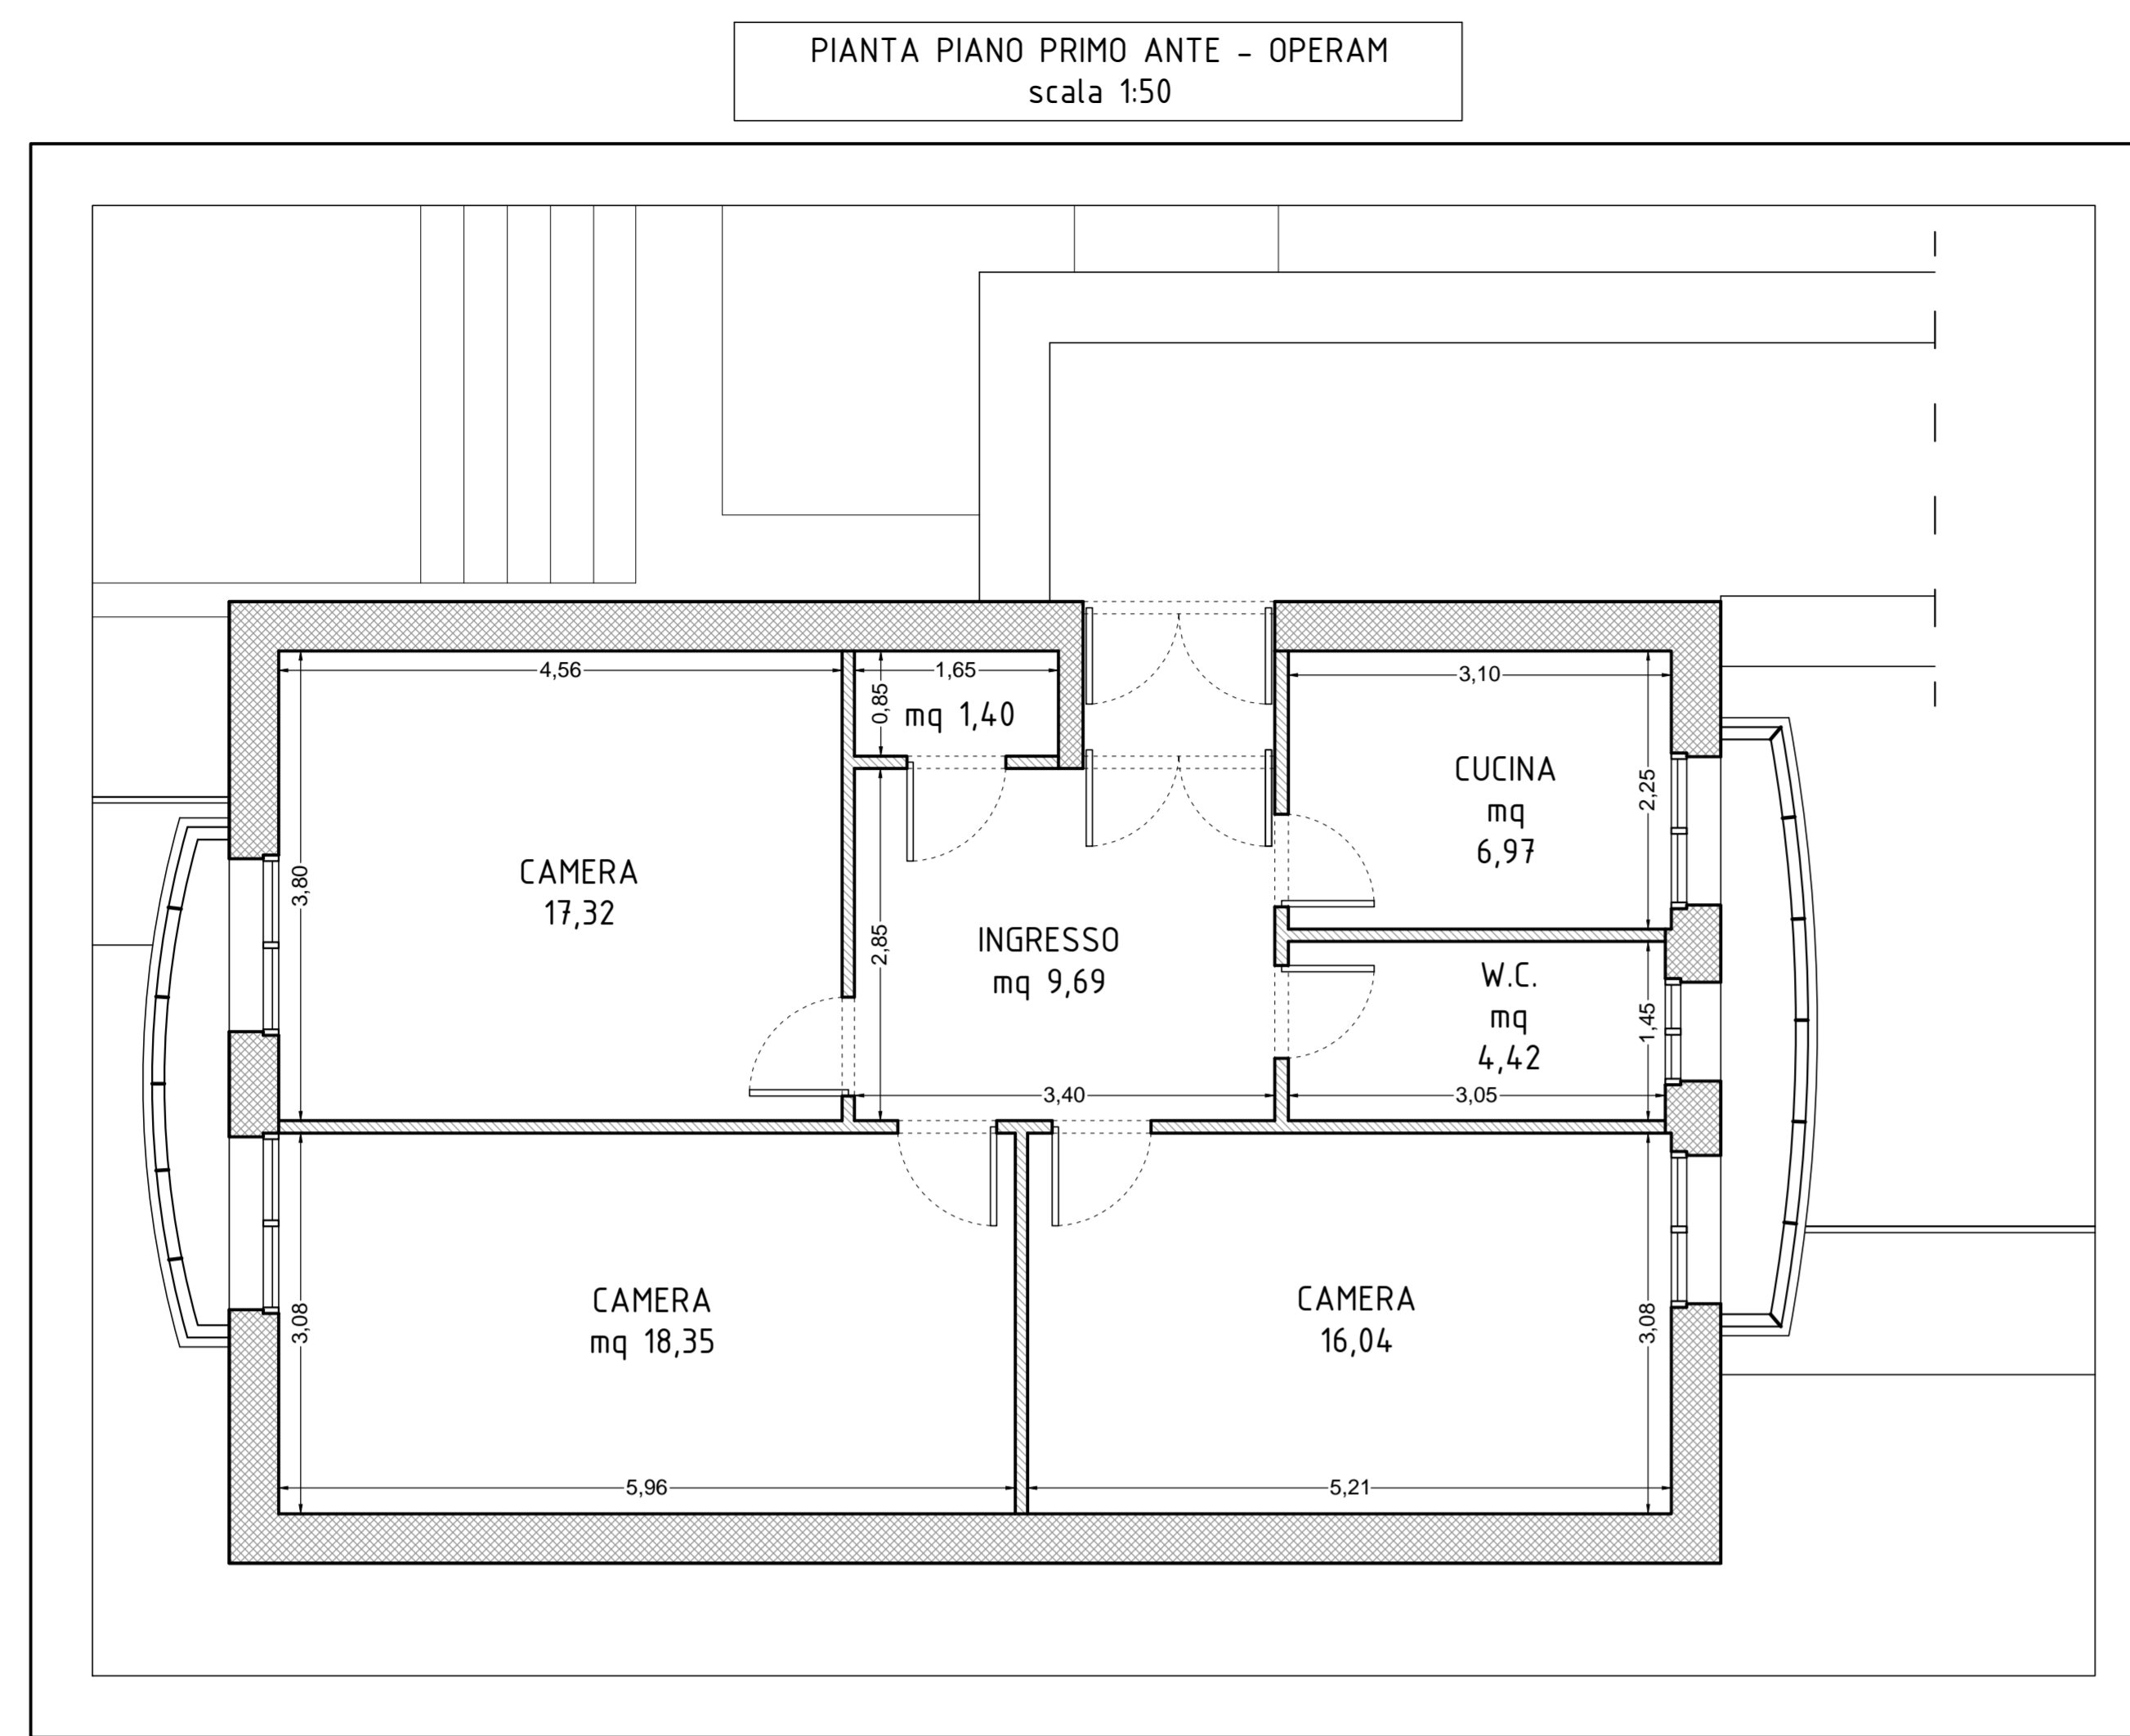 PIANTA PIANO PRIMO ANTE - OPERAM
scala 1:50
4,56
1,65
3,10
0,85
mq 1,40
CUCINA
mq
6,97
2,25
CAMERA
17,32
3,80
INGRESSO
mq 9,69
2,85
W.C.
mq
4,42
1,45
3,40
3,05
CAMERA
mq 18,35
3,08
CAMERA
16,04
3,08
5,96
5,21